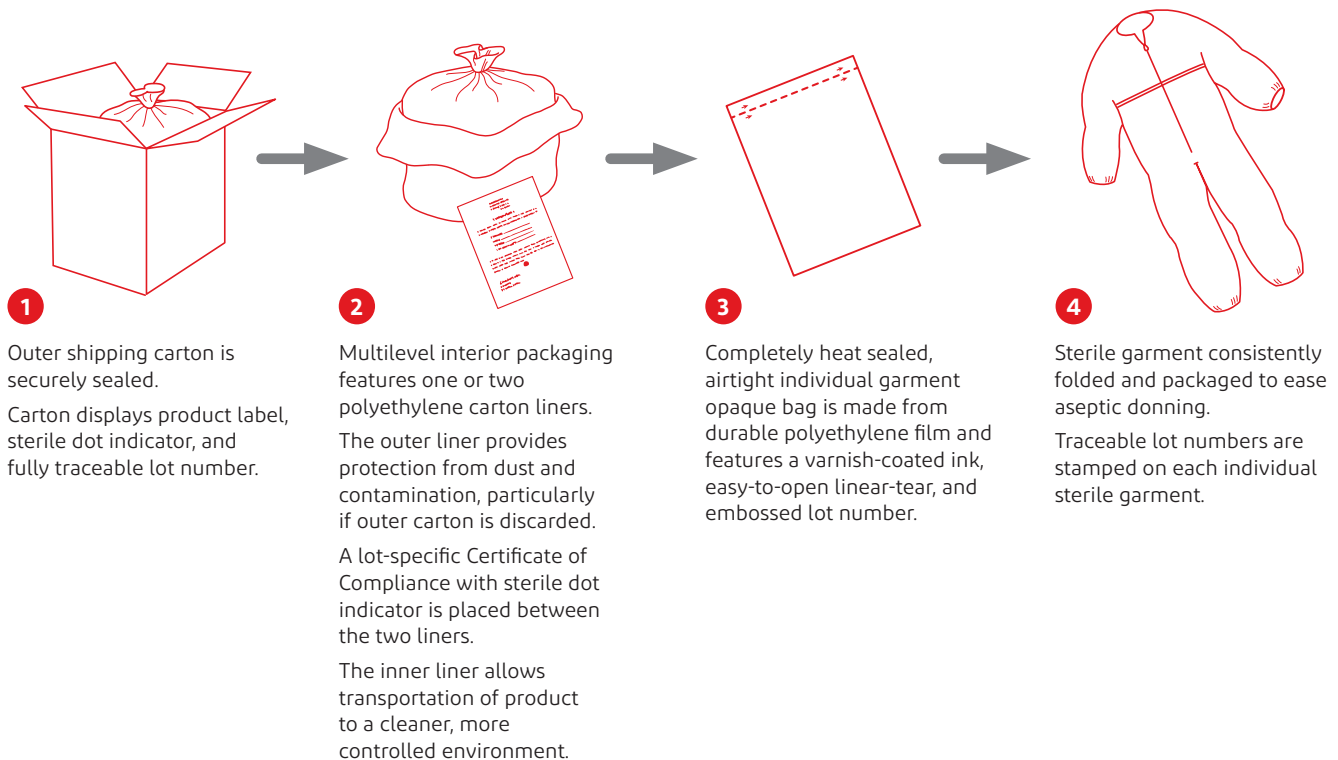 1
Outer shipping carton is
securely sealed.
Carton displays product label,
sterile dot indicator, and
fully traceable lot number.
2
Multilevel interior packaging
features one or two
polyethylene carton liners.
The outer liner provides
protection from dust and
contamination, particularly
if outer carton is discarded.
A lot-specific Certificate of
Compliance with sterile dot
indicator is placed between
the two liners.
The inner liner allows
transportation of product
to a cleaner, more
controlled environment.
3
Completely heat sealed,
airtight individual garment
opaque bag is made from
durable polyethylene film and
features a varnish-coated ink,
easy-to-open linear-tear, and
embossed lot number.
4
Sterile garment consistently
folded and packaged to ease
aseptic donning.
Traceable lot numbers are
stamped on each individual
sterile garment.